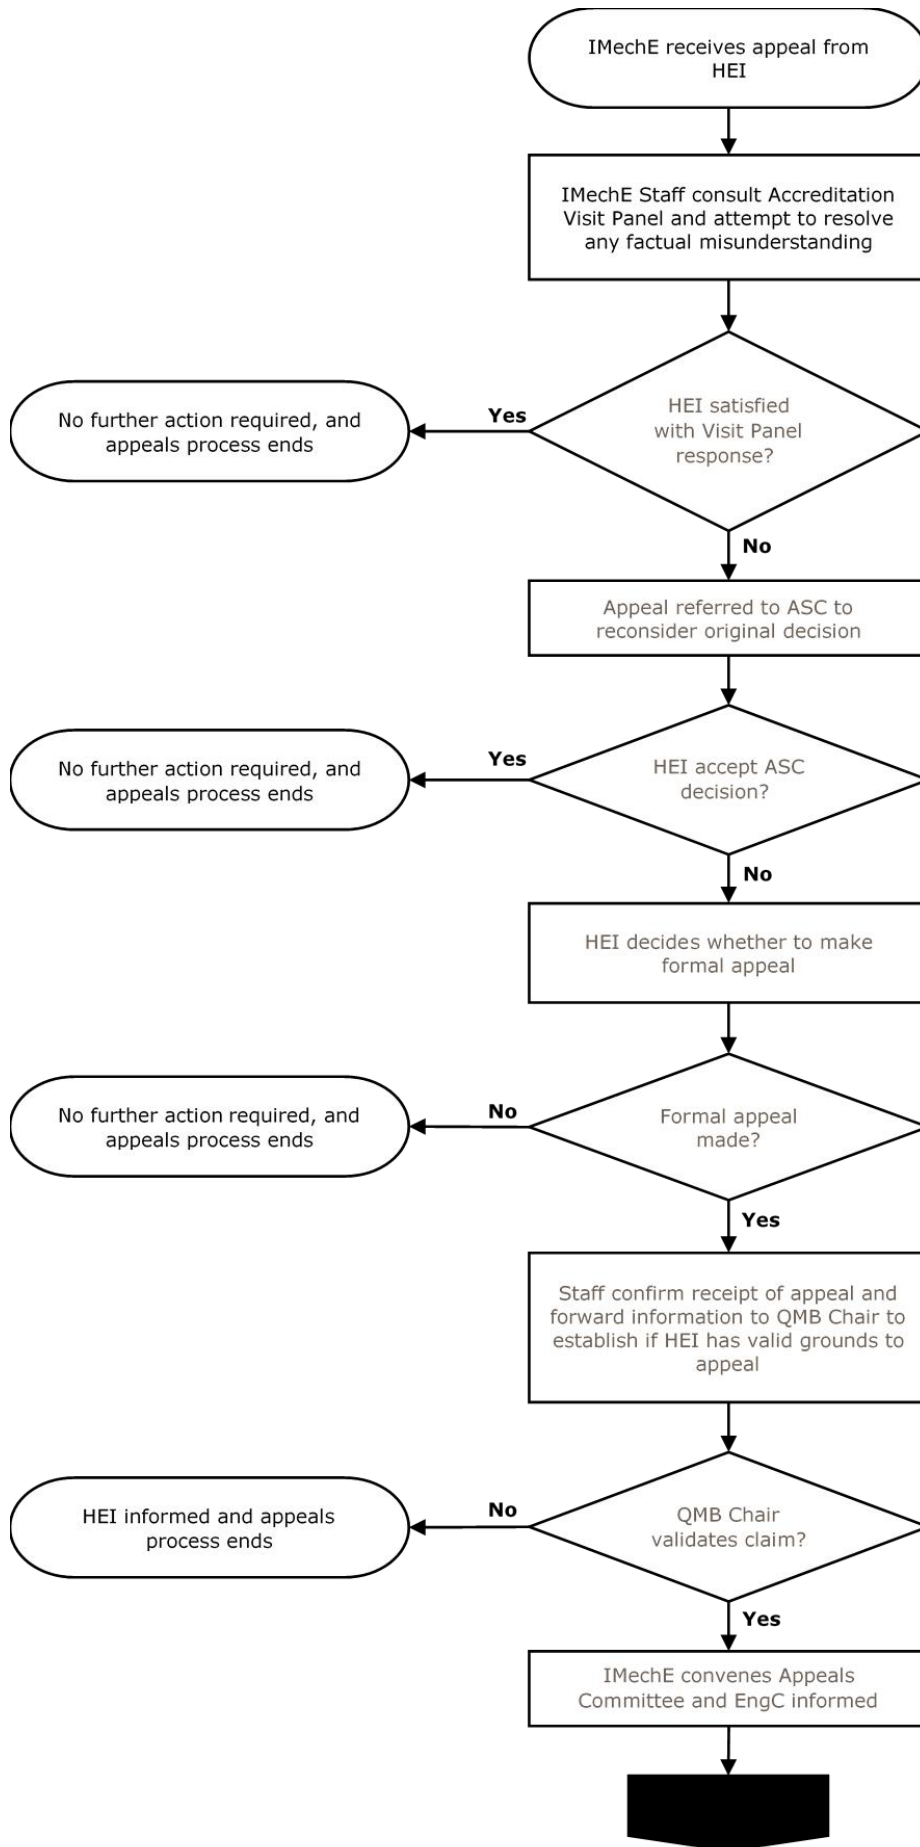 IMechE receives appeal from
HEI
IMechE Staff consult Accreditation
Visit Panel and attempt to resolve
any factual misunderstanding
HEI satisfied
with Visit Panel
response?
Yes
No further action required, and
appeals process ends
No
Appeal referred to ASC to
reconsider original decision
HEI accept ASC
decision?
Yes
No further action required, and
appeals process ends
No
HEI decides whether to make
formal appeal
Formal appeal
made?
No
No further action required, and
appeals process ends
Yes
Staff confirm receipt of appeal and
forward information to QMB Chair to
establish if HEI has valid grounds to
appeal
QMB Chair
validates claim?
No
HEI informed and appeals
process ends
Yes
IMechE convenes Appeals
Committee and EngC informed